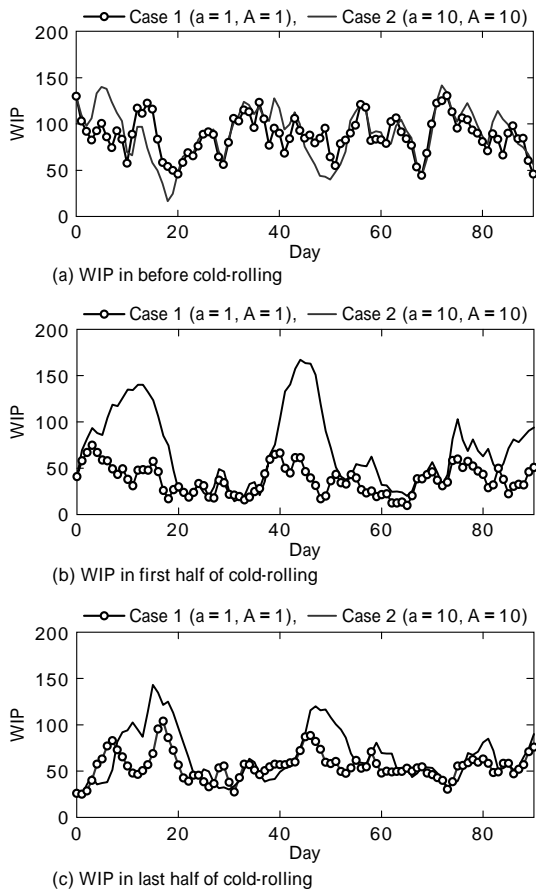 Case 1 (a = 1, A = 1), Case 2 (a = 10, A = 10)
200
150
100
50
0
WIP
0 20 40 60 80
Day
(a) WIP in before cold-rolling
Case 1 (a = 1, A = 1), Case 2 (a = 10, A = 10)
200
150
100
50
0
WIP
0 20 40 60 80
Day
(b) WIP in first half of cold-rolling
Case 1 (a = 1, A = 1), Case 2 (a = 10, A = 10)
200
150
100
50
0
WIP
0 20 40 60 80
Day
(c) WIP in last half of cold-rolling